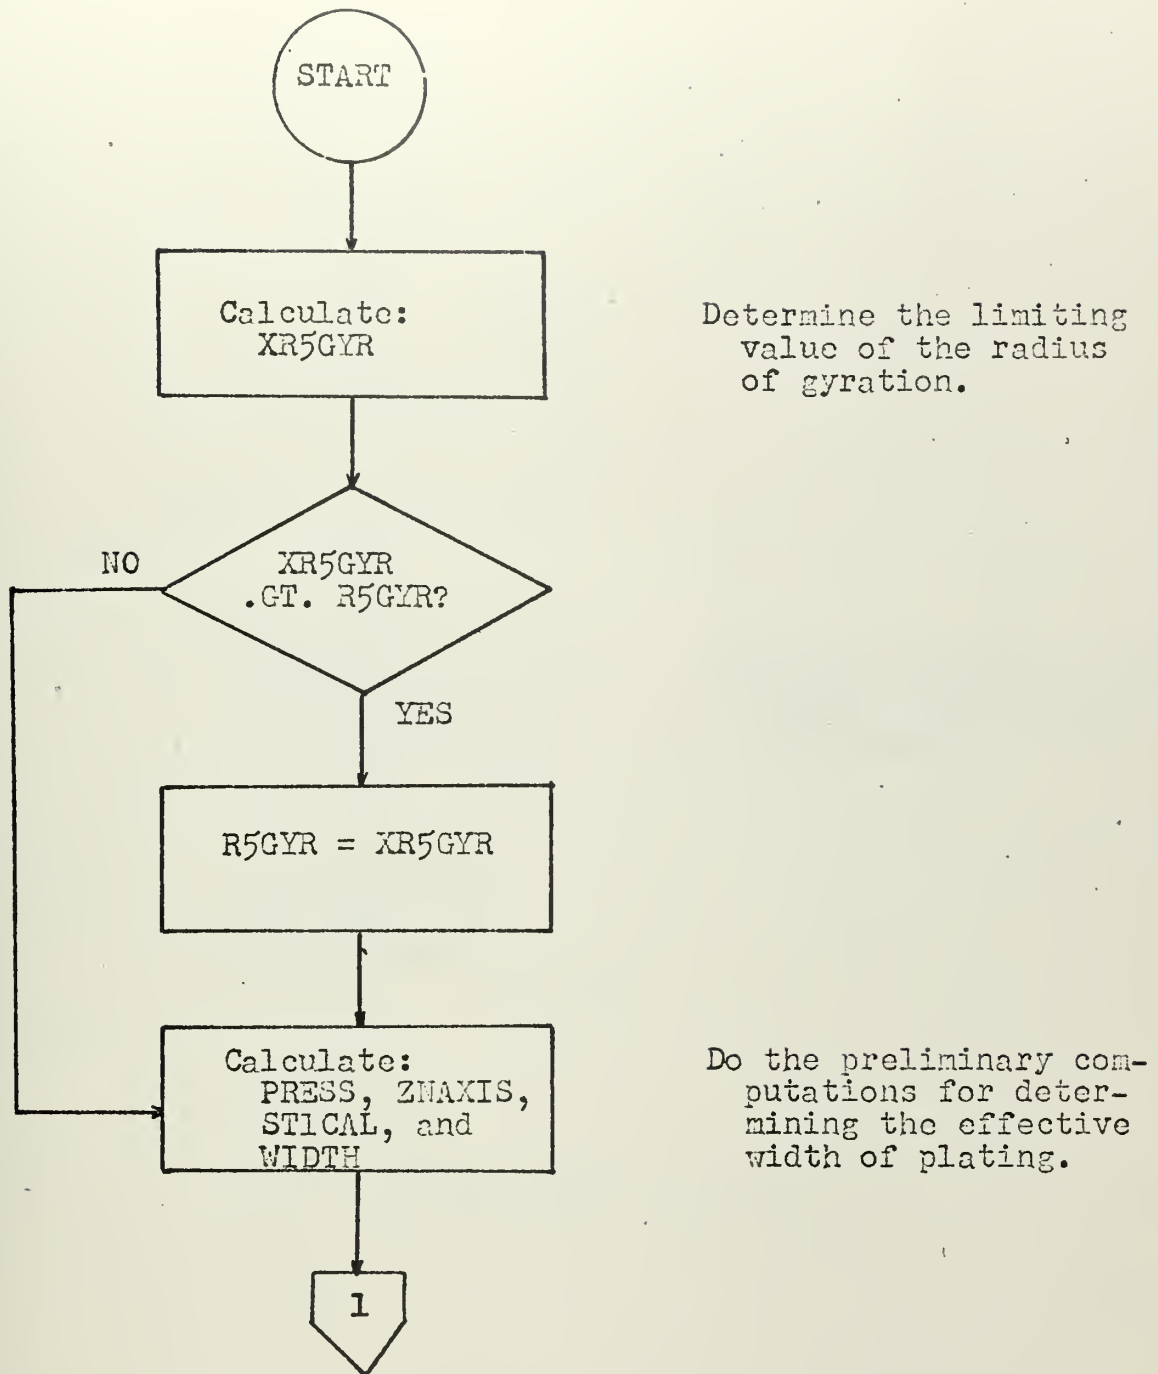 START
Calculate:
XR5GYR
Determine the limiting
value of the radius
of gyration.
NO
XR5GYR
.GT. R5GYR?
YES
R5GYR = XR5GYR
Calculate:
PRESS, ZNAXIS,
ST1CAL, and
WIDTH
Do the preliminary com-
putations for deter-
mining the effective
width of plating.
1